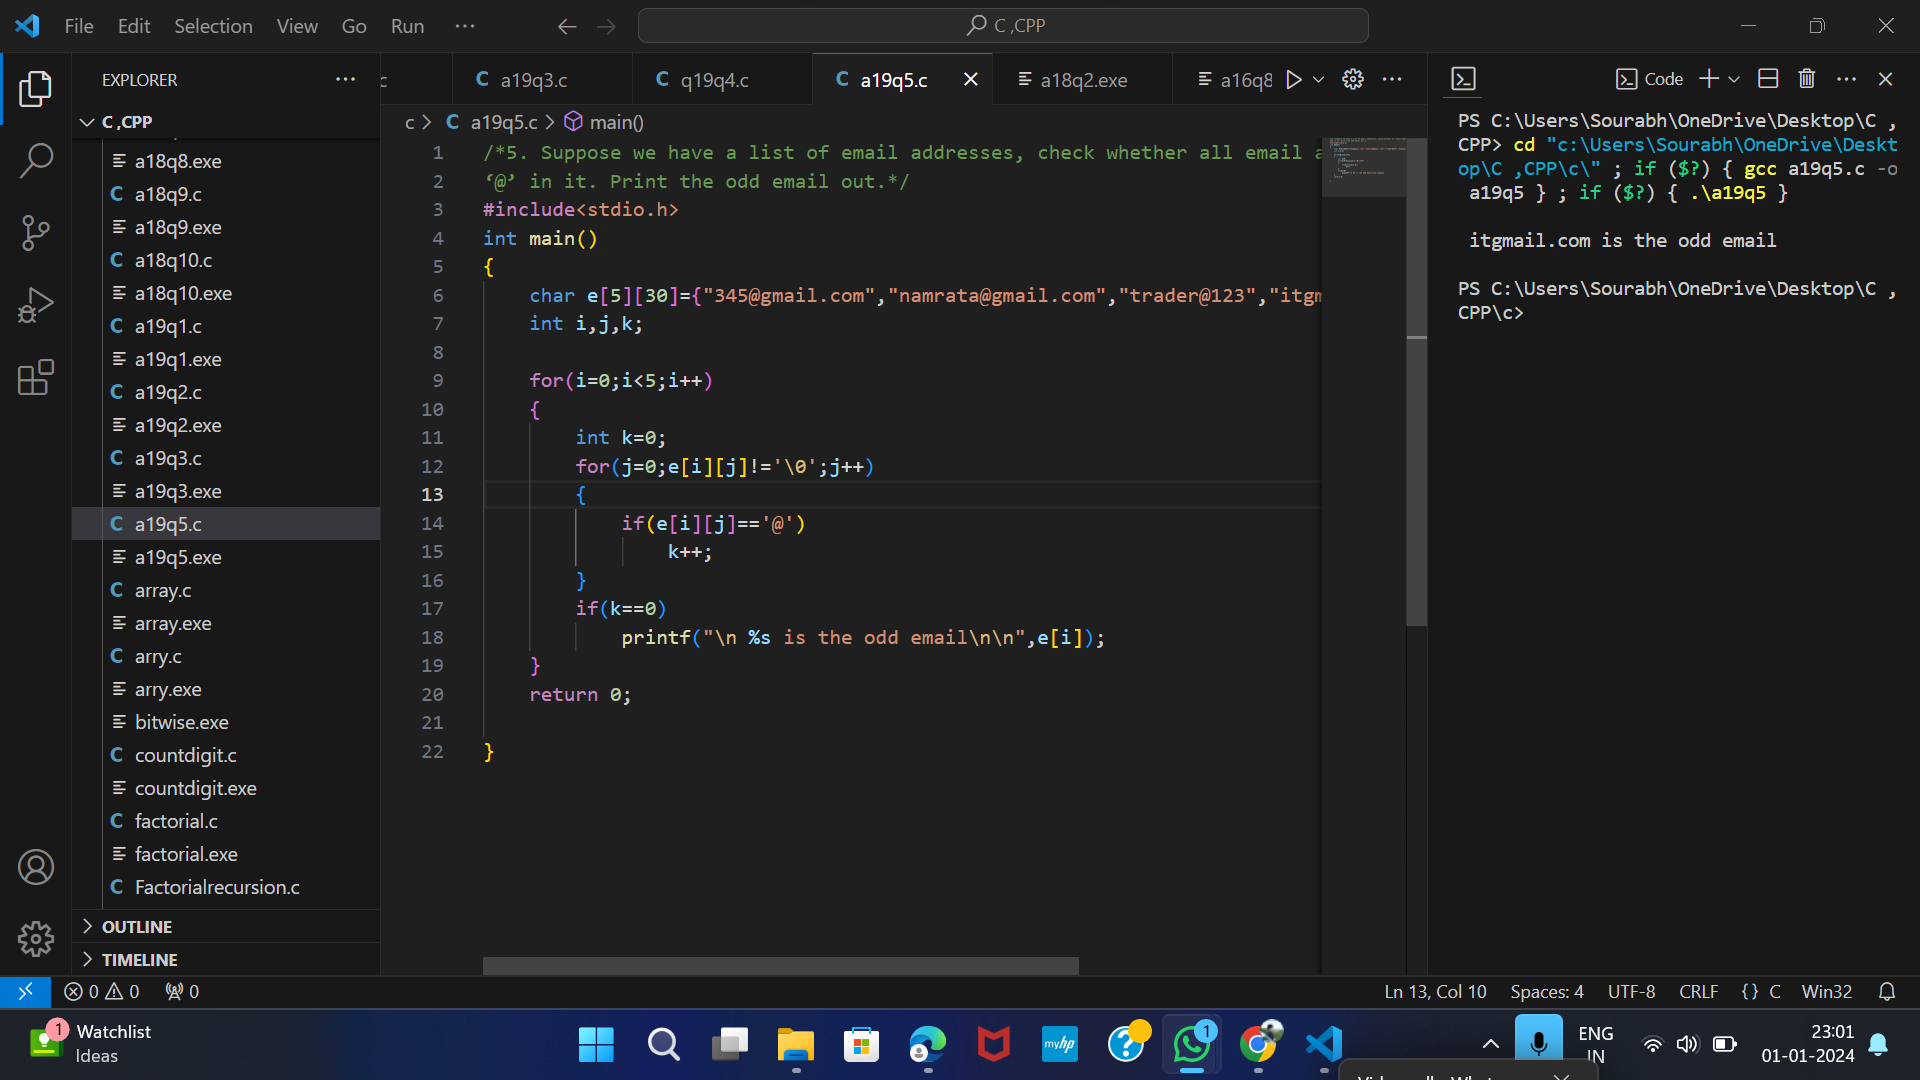 File Edit Selection View Go Run ··· C ,CPP
EXPLORER
C ,CPP
a18q8.exe
a18q9.c
a18q9.exe
a18q10.c
a18q10.exe
a19q1.c
a19q1.exe
a19q2.c
a19q2.exe
a19q3.c
a19q3.exe
a19q5.c
a19q5.exe
array.c
array.exe
arry.c
arry.exe
bitwise.exe
countdigit.c
countdigit.exe
factorial.c
factorial.exe
Factorialrecursion.c
OUTLINE
TIMELINE
c C a19q3.c C q19q4.c C a19q5.c a18q2.exe a16q8
c > C a19q5.c > main()
1 /*5. Suppose we have a list of email addresses, check whether all email a
2 ‘@’ in it. Print the odd email out.*/
3 #include<stdio.h>
4 int main()
5 {
6 char e[5][30]={"345@gmail.com","namrata@gmail.com","trader@123","itgm
7 int i,j,k;
8
9 for(i=0;i<5;i++)
10 {
11 int k=0;
12 for(j=0;e[i][j]!='\0';j++)
13 {
14 if(e[i][j]=='@')
15 k++;
16 }
17 if(k==0)
18 printf("\n %s is the odd email\n\n",e[i]);
19 }
20 return 0;
21
22 }
Code
PS C:\Users\Sourabh\OneDrive\Desktop\C ,
CPP> cd "c:\Users\Sourabh\OneDrive\Deskt
op\C ,CPP\c\" ; if ($?) { gcc a19q5.c -o
a19q5 } ; if ($?) { .\a19q5 }
itgmail.com is the odd email
PS C:\Users\Sourabh\OneDrive\Desktop\C ,
CPP\c>
0 0 0 Ln 13, Col 10 Spaces: 4 UTF-8 CRLF {} C Win32
1 Watchlist
Ideas
myhp
1
ENG
IN
23:01
01-01-2024